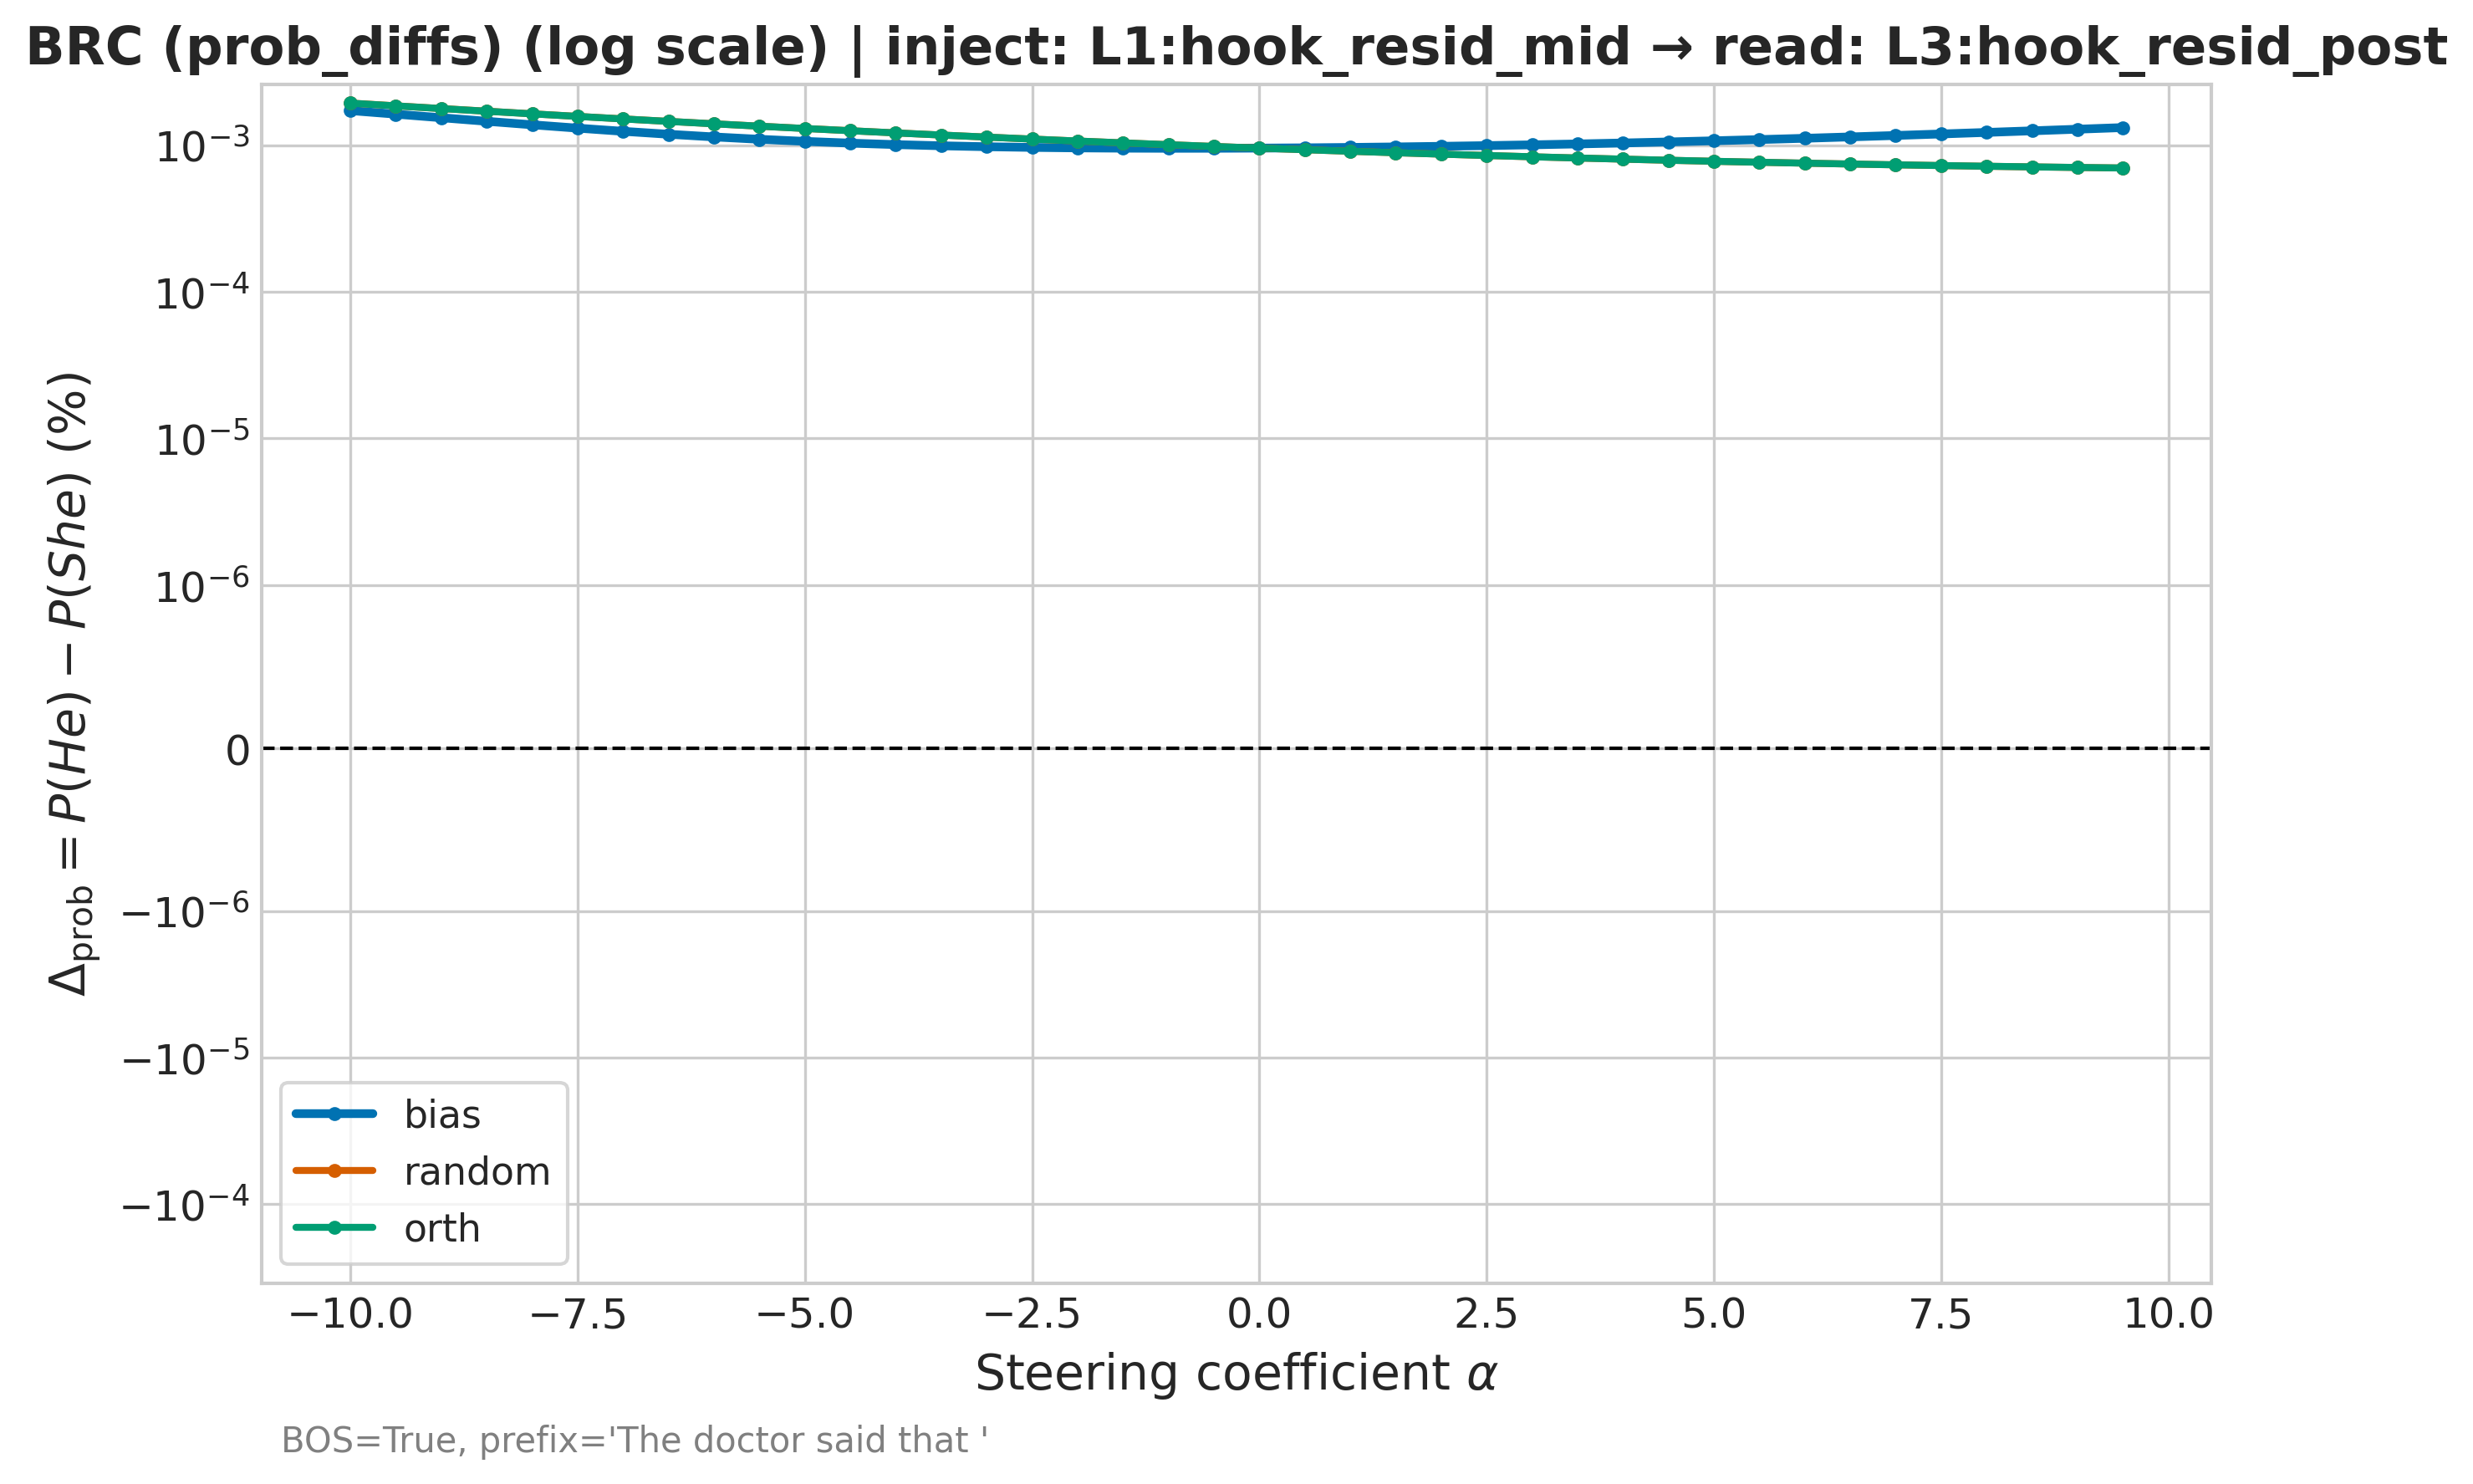 BRC (prob_diffs) (log scale) | inject: L1:hook_resid_mid → read: L3:hook_resid_post
Δprob = P(He) − P(She) (%)
10⁻³
10⁻⁴
10⁻⁵
10⁻⁶
0
−10⁻⁶
−10⁻⁵
−10⁻⁴
bias
random
orth
−10.0 −7.5 −5.0 −2.5 0.0 2.5 5.0 7.5 10.0
Steering coefficient α
BOS=True, prefix='The doctor said that '